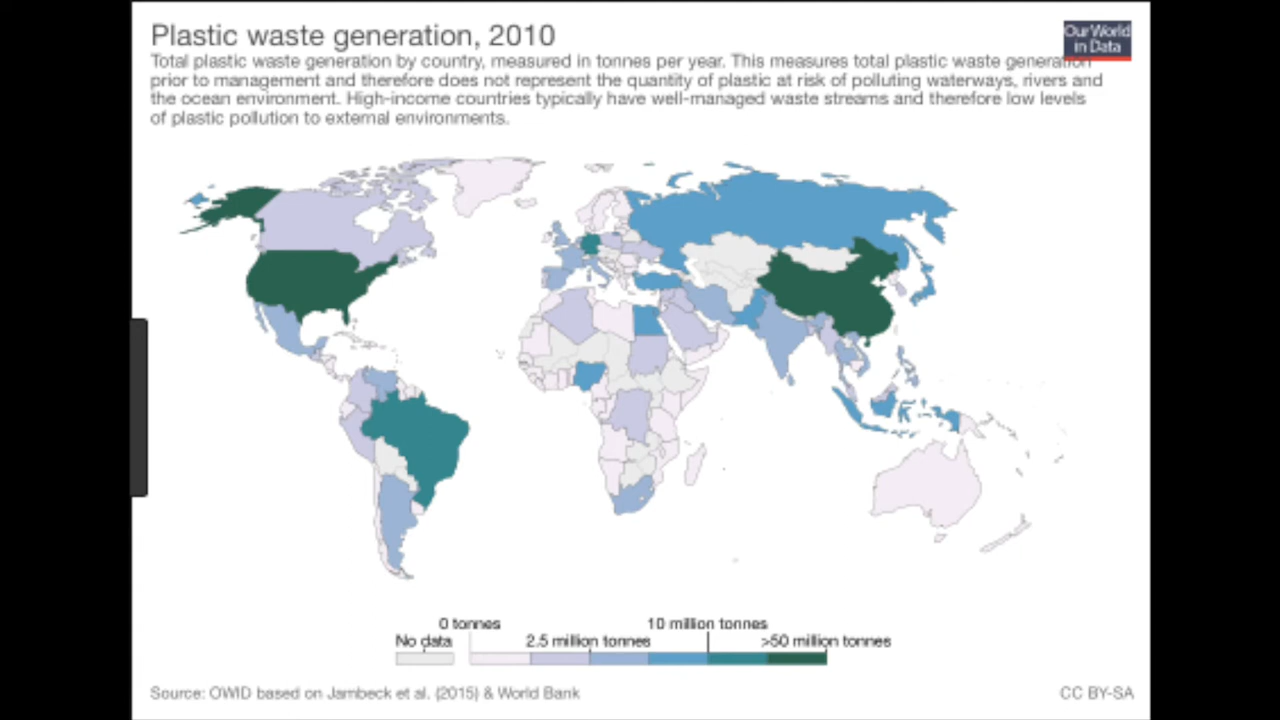 Plastic waste generation, 2010
Our World
in Data
Total plastic waste generation by country, measured in tonnes per year. This measures total plastic waste generation
prior to management and therefore does not represent the quantity of plastic at risk of polluting waterways, rivers and
the ocean environment. High-income countries typically have well-managed waste streams and therefore low levels
of plastic pollution to external environments.
0 tonnes 10 million tonnes
No data 2.5 million tonnes >50 million tonnes
Source: OWID based on Jambeck et al. (2015) & World Bank CC BY-SA